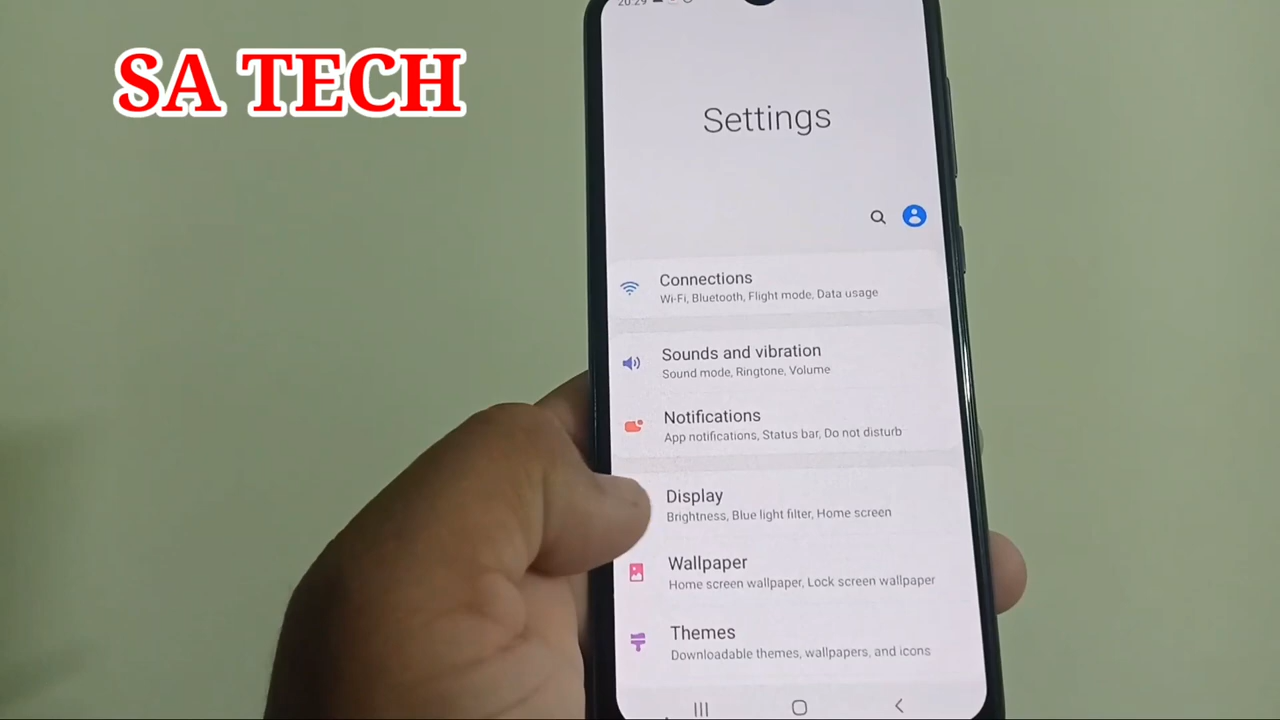 20:29
SA TECH
Settings
Connections
Wi-Fi, Bluetooth, Flight mode, Data usage
Sounds and vibration
Sound mode, Ringtone, Volume
Notifications
App notifications, Status bar, Do not disturb
Display
Brightness, Blue light filter, Home screen
Wallpaper
Home screen wallpaper, Lock screen wallpaper
Themes
Downloadable themes, wallpapers, and icons